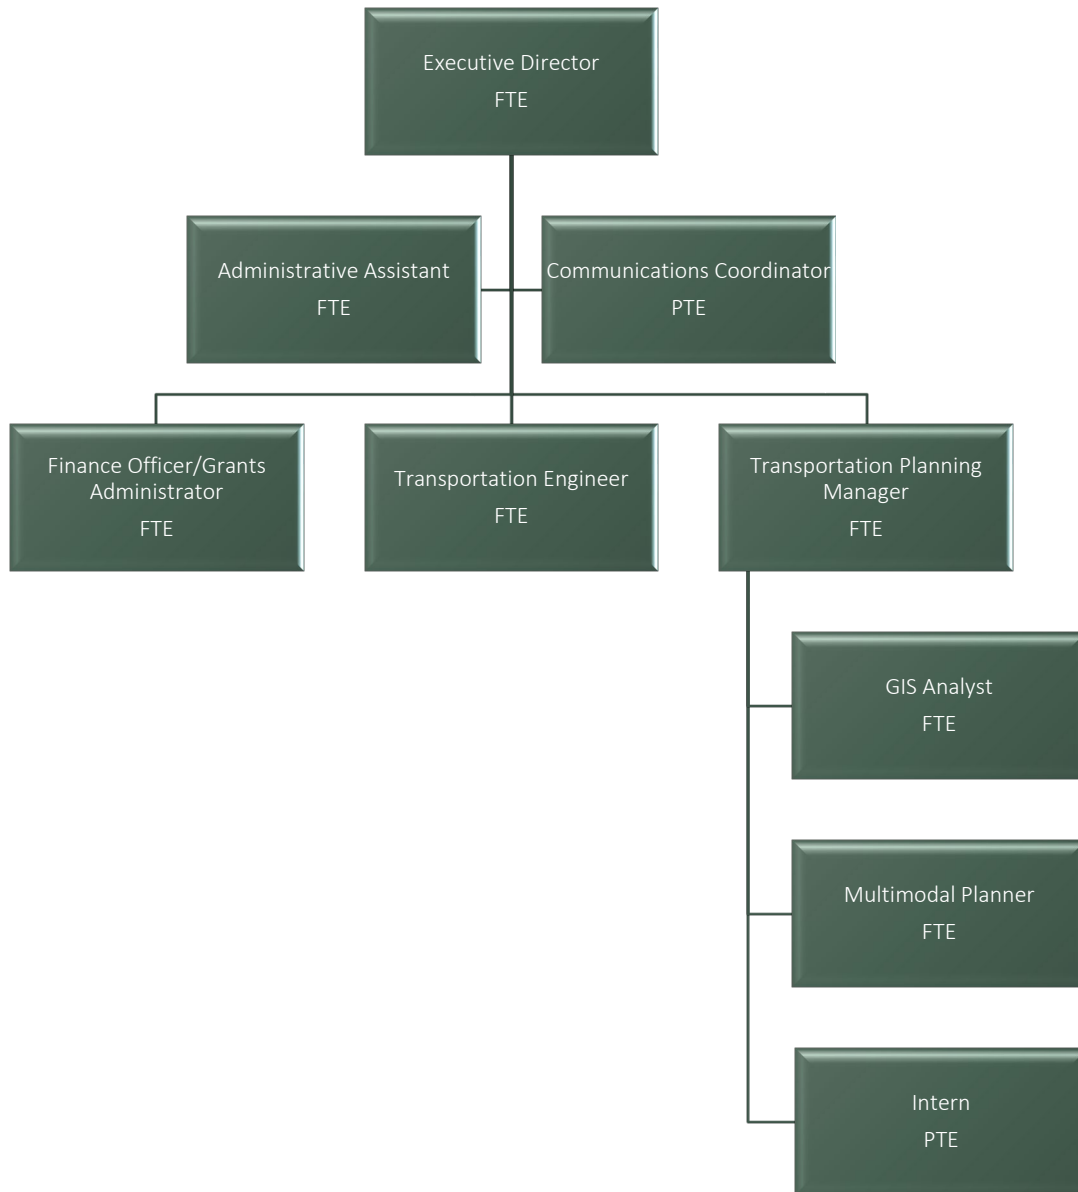 Executive Director
FTE
Administrative Assistant
FTE
Communications Coordinator
PTE
Finance Officer/Grants
Administrator
FTE
Transportation Engineer
FTE
Transportation Planning
Manager
FTE
GIS Analyst
FTE
Multimodal Planner
FTE
Intern
PTE